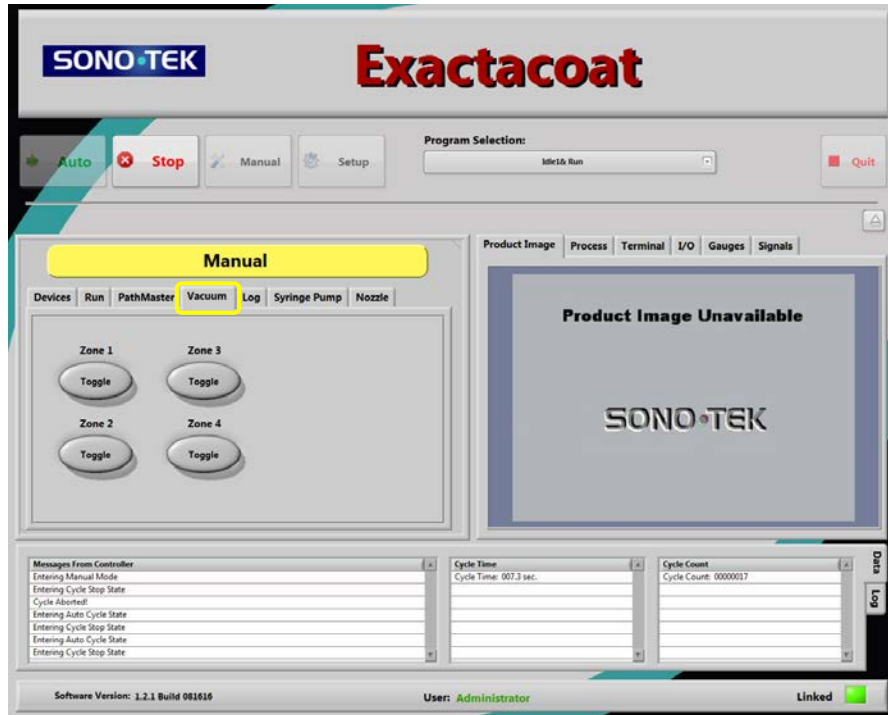 SONO•TEK
Exactacoat
Auto
Stop
Manual
Setup
Program Selection:
Idle1& Run
Quit
Manual
Devices Run PathMaster Vacuum Log Syringe Pump Nozzle
Zone 1 Zone 3
Toggle Toggle
Zone 2 Zone 4
Toggle Toggle
Product Image Process Terminal I/O Gauges Signals
Product Image Unavailable
SONO•TEK
Messages From Controller
Entering Manual Mode
Entering Cycle Stop State
Cycle Aborted!
Entering Auto Cycle State
Entering Cycle Stop State
Entering Auto Cycle State
Entering Cycle Stop State
Cycle Time
Cycle Time: 007.3 sec.
Cycle Count
Cycle Count: 00000017
Data
Log
Software Version: 1.2.1 Build 081616
User: Administrator
Linked